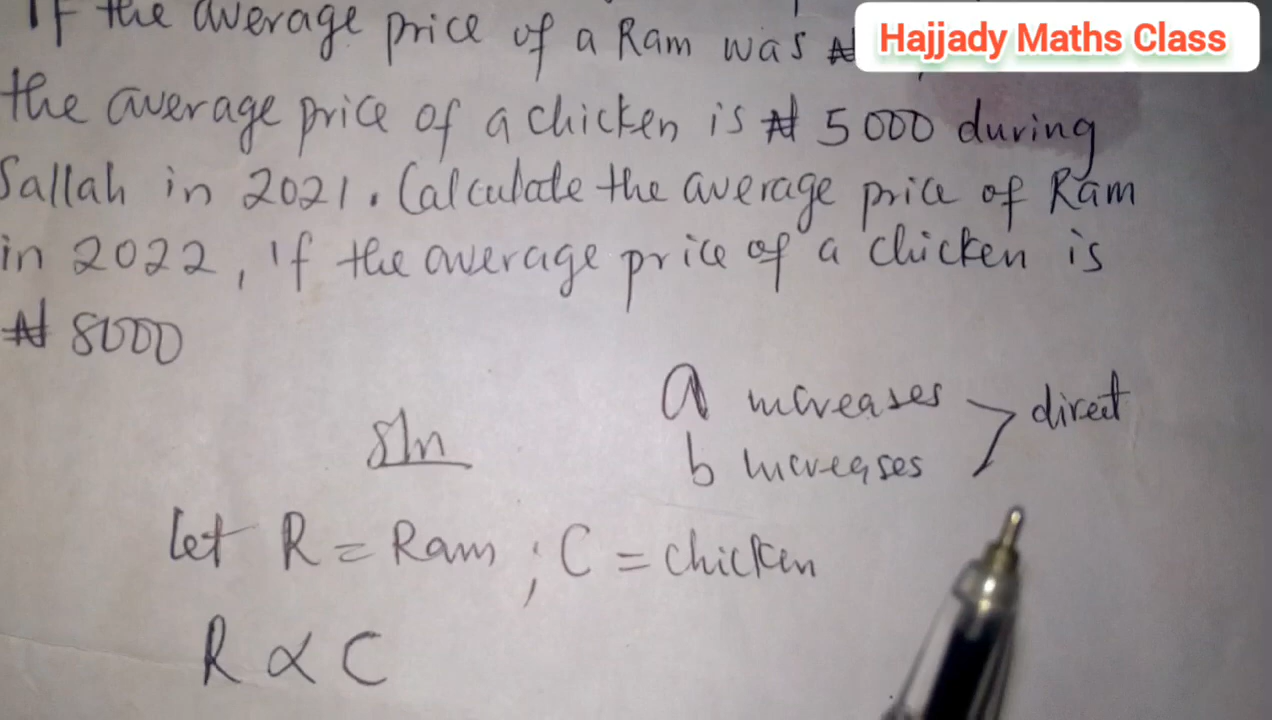 If the average price of a Ram was ₦
Hajjady Maths Class
the average price of a chicken is ₦ 5000 during
Sallah in 2021. Calculate the average price of Ram
in 2022, if the average price of a chicken is
₦ 8000
a increases
direct
Sln
b increases
let R = Ram ; C = chicken
R ∝ C